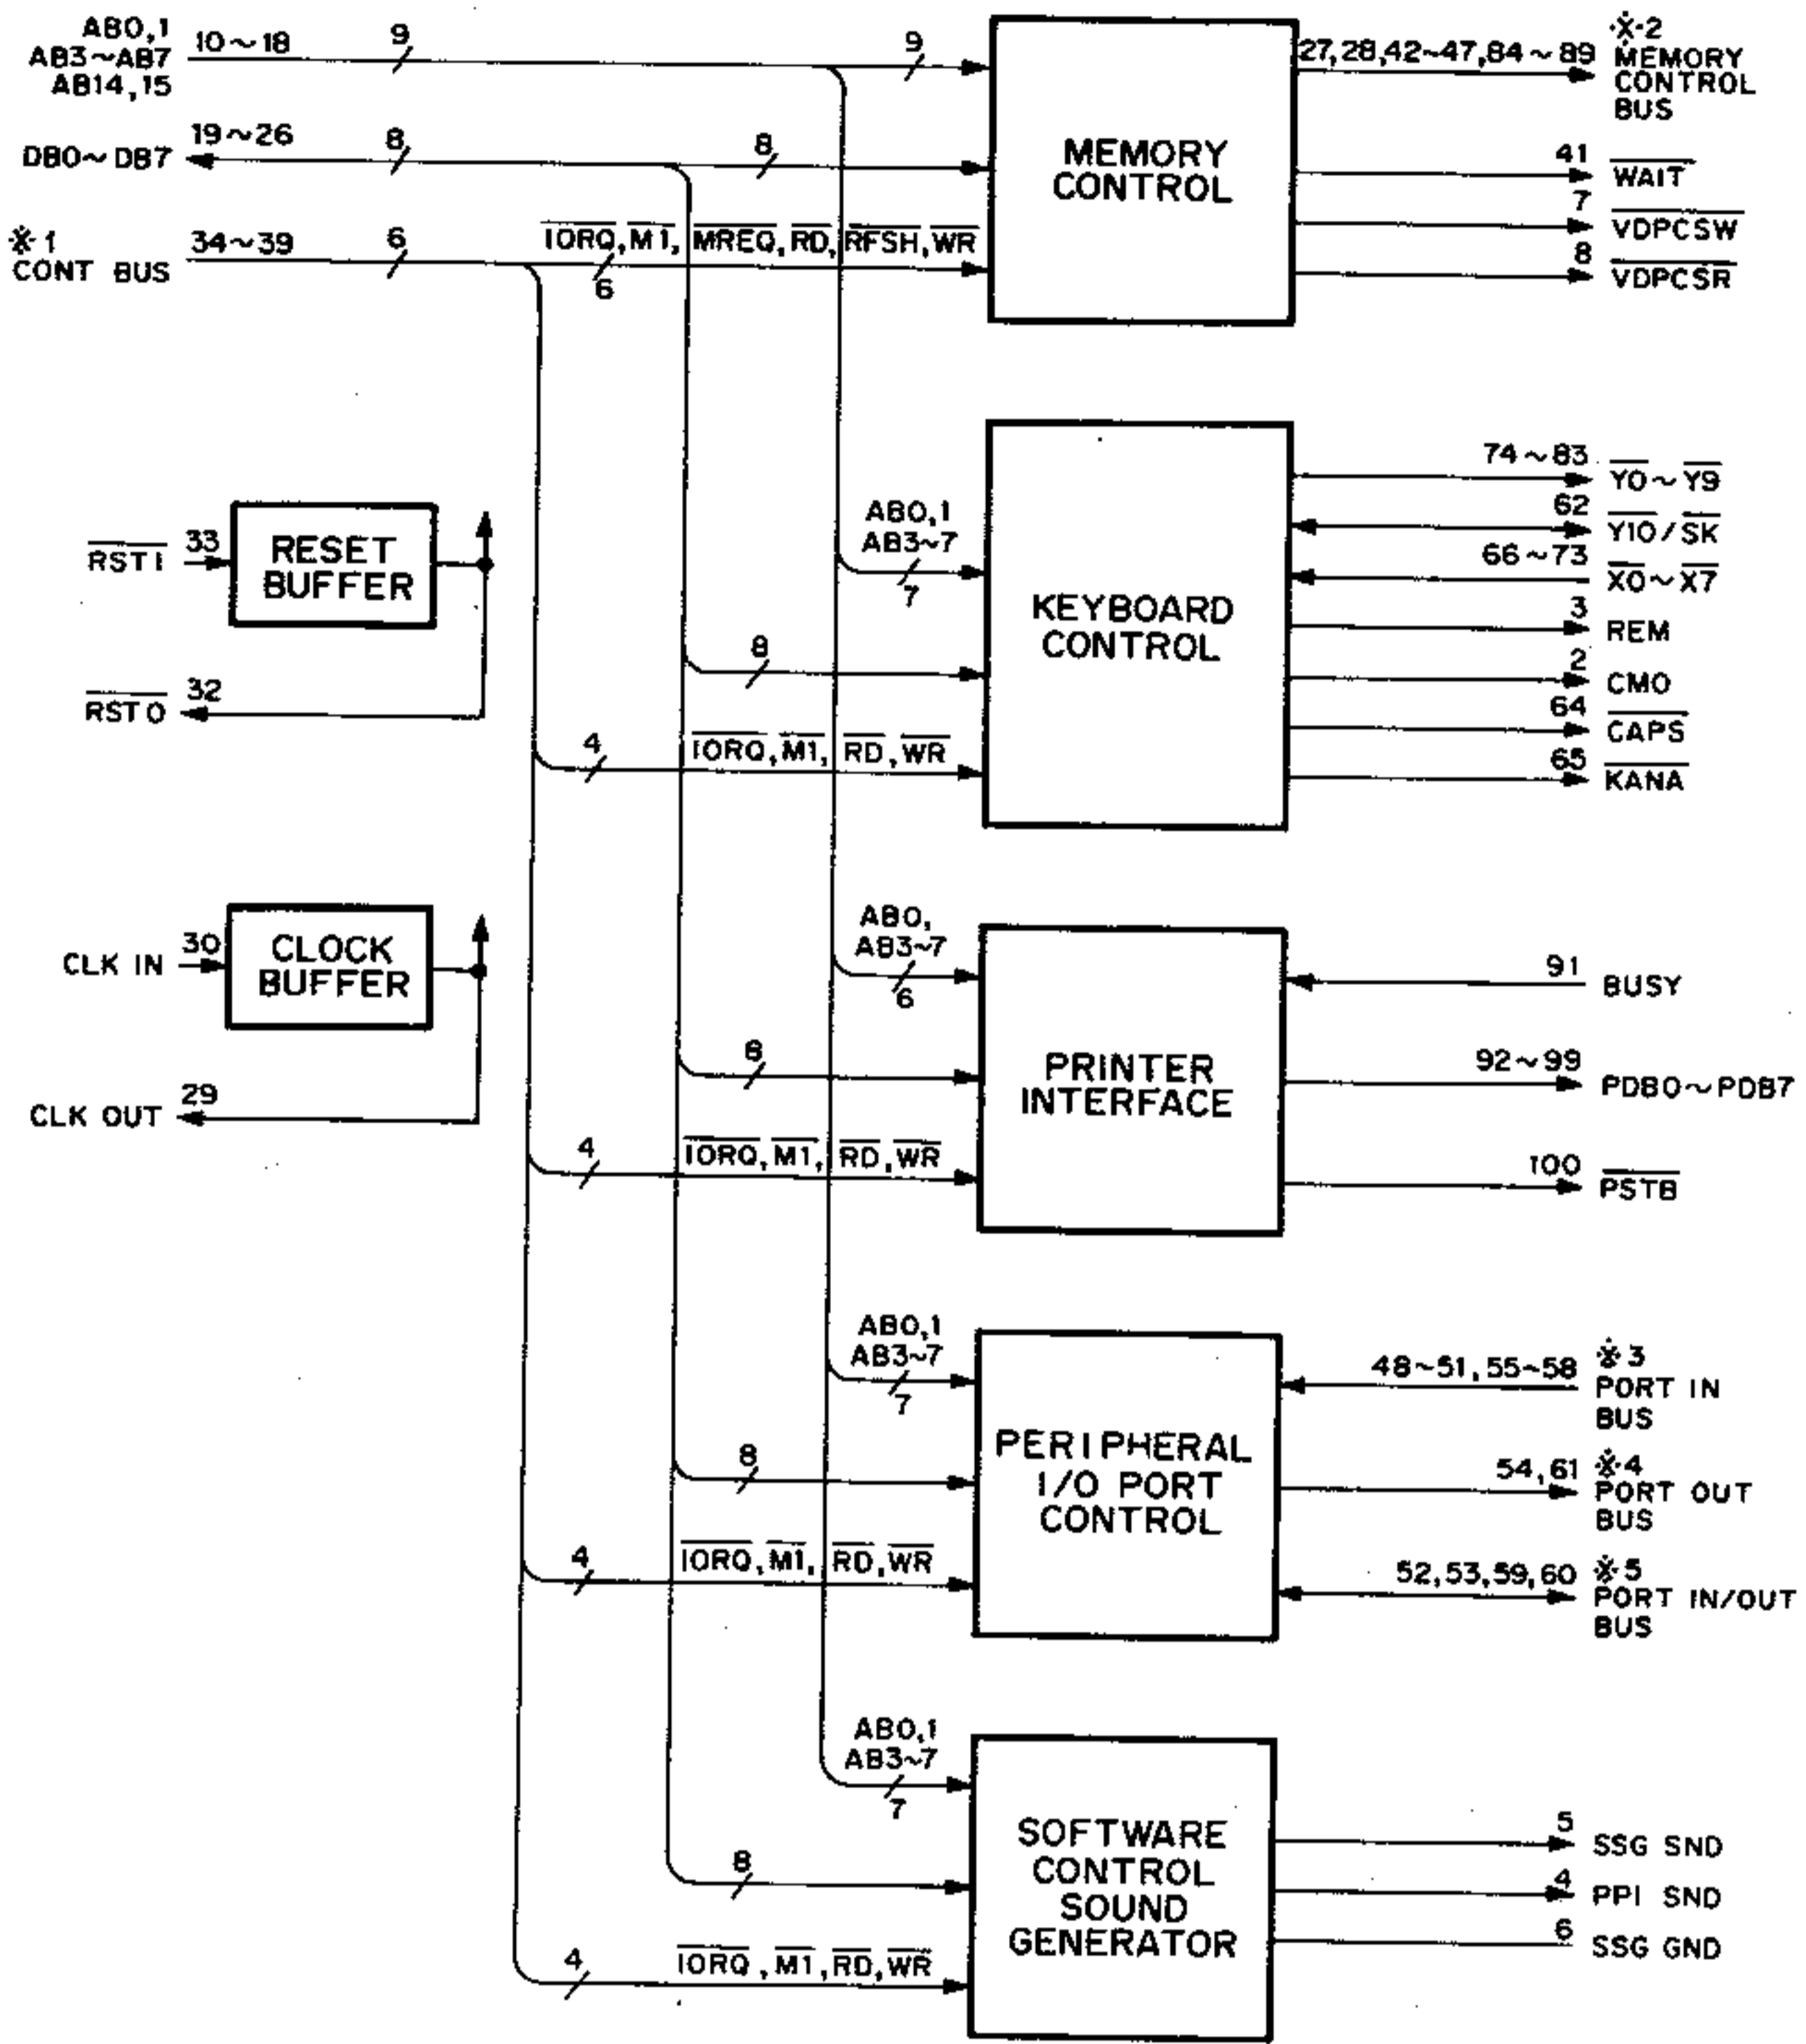 AB0,1
AB3~AB7
AB14,15
10~18
9
9
MEMORY
CONTROL
27,28,42~47,84~89
※2
MEMORY
CONTROL
BUS
DB0~DB7
19~26
8
8
41
WAIT
7
VDPCSW
8
VDPCSR
※1
CONT BUS
34~39
6
IORQ,M1,MREQ,RD,RFSH,WR
6
RST1
33
RESET
BUFFER
RST0
32
AB0,1
AB3~7
7
8
4
IORQ,M1,RD,WR
KEYBOARD
CONTROL
74~83
Y0~Y9
62
Y10/SK
66~73
X0~X7
3
REM
2
CMO
64
CAPS
65
KANA
CLK IN
30
CLOCK
BUFFER
CLK OUT
29
AB0,
AB3~7
6
8
4
IORQ,M1,RD,WR
PRINTER
INTERFACE
91
BUSY
92~99
PDB0~PDB7
100
PSTB
AB0,1
AB3~7
7
8
4
IORQ,M1,RD,WR
PERIPHERAL
I/O PORT
CONTROL
48~51,55~58
※3
PORT IN
BUS
54,61
※4
PORT OUT
BUS
52,53,59,60
※5
PORT IN/OUT
BUS
AB0,1
AB3~7
7
8
4
IORQ,M1,RD,WR
SOFTWARE
CONTROL
SOUND
GENERATOR
5
SSG SND
4
PPI SND
6
SSG GND